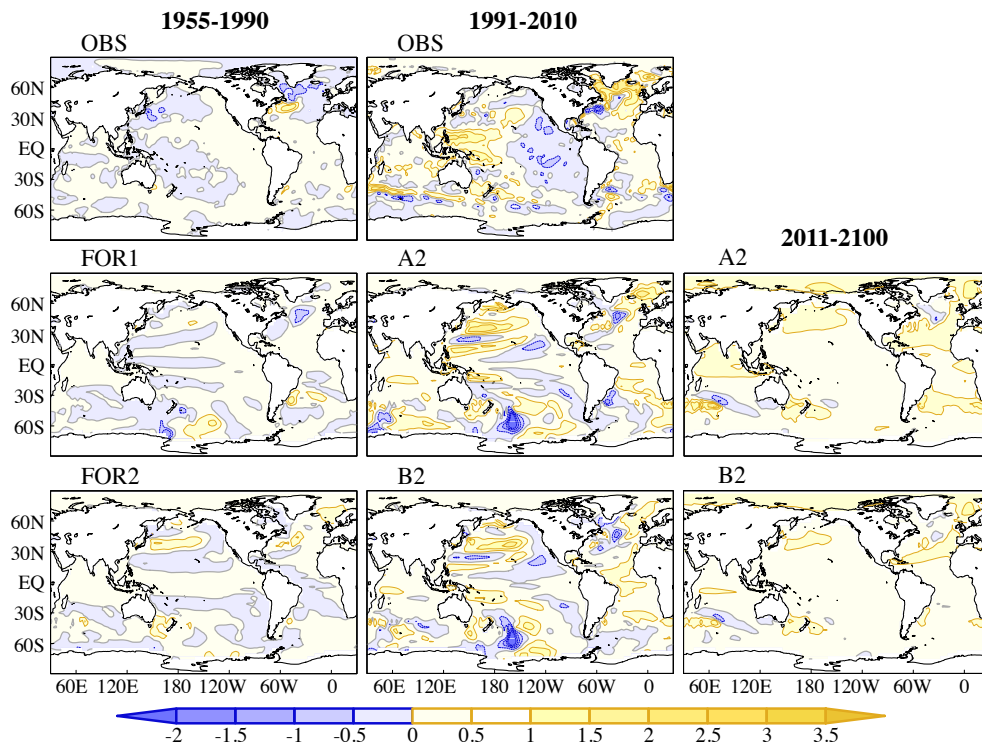 1955-1990 1991-2010
OBS OBS
60N
30N
EQ
30S
60S
2011-2100
FOR1 A2 A2
60N
30N
EQ
30S
60S
FOR2 B2 B2
60N
30N
EQ
30S
60S
60E 120E 180 120W 60W 0 60E 120E 180 120W 60W 0 60E 120E 180 120W 60W 0
-2 -1.5 -1 -0.5 0 0.5 1 1.5 2 2.5 3 3.5